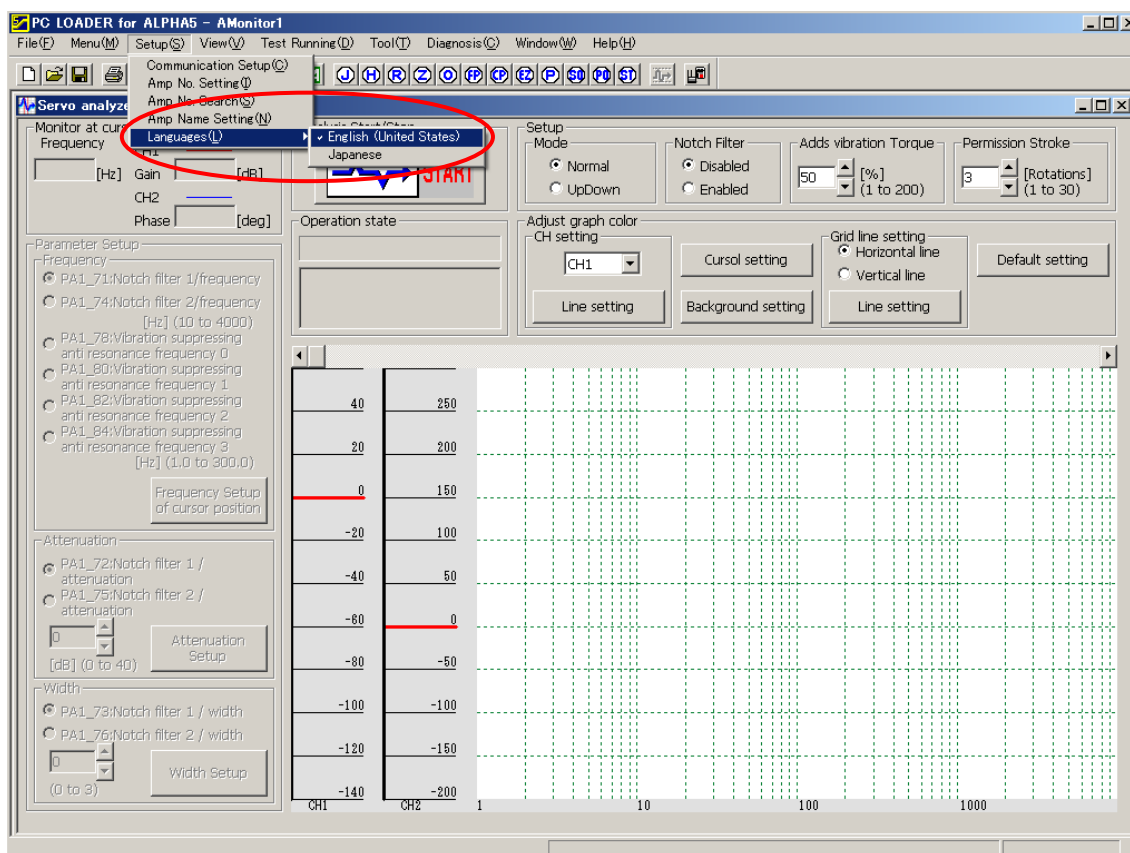 PC LOADER for ALPHA5 - AMonitor1
File(F) Menu(M) Setup(S) View(V) Test Running(D) Tool(T) Diagnosis(C) Window(W) Help(H)
Communication Setup(C)
Amp No. Setting(I)
Amp No. Search(S)
Amp Name Setting(N)
Languages(L)
✓ English (United States)
Japanese
J H R Z O FP CP EZ P SO PO ST
Servo analyze
Monitor at curs
Frequency
[Hz]
CH1
Gain [dB]
CH2
Phase [deg]
START
Operation state
Setup
Mode
Normal
UpDown
Notch Filter
Disabled
Enabled
Adds vibration Torque
50 [%]
(1 to 200)
Permission Stroke
3 [Rotations]
(1 to 30)
Adjust graph color
CH setting
CH1
Line setting
Cursol setting
Background setting
Grid line setting
Horizontal line
Vertical line
Line setting
Default setting
Parameter Setup
Frequency
PA1_71:Notch filter 1/frequency
PA1_74:Notch filter 2/frequency
[Hz] (10 to 4000)
PA1_78:Vibration suppressing
anti resonance frequency 0
PA1_80:Vibration suppressing
anti resonance frequency 1
PA1_82:Vibration suppressing
anti resonance frequency 2
PA1_84:Vibration suppressing
anti resonance frequency 3
[Hz] (1.0 to 300.0)
Frequency Setup
of cursor position
Attenuation
PA1_72:Notch filter 1 /
attenuation
PA1_75:Notch filter 2 /
attenuation
0
[dB] (0 to 40)
Attenuation
Setup
Width
PA1_73:Notch filter 1 / width
PA1_76:Notch filter 2 / width
0
(0 to 3)
Width Setup
40 250
20 200
0 150
-20 100
-40 50
-60 0
-80 -50
-100 -100
-120 -150
-140 -200
CH1 CH2 1 10 100 1000